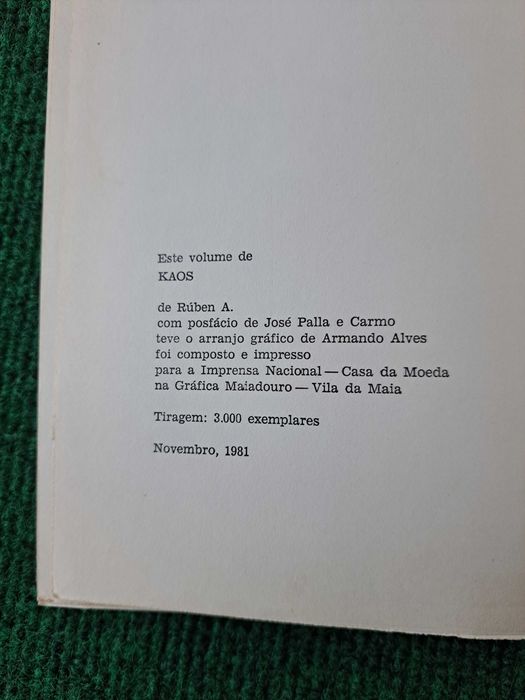 Este volume de
KAOS
de Rúben A.
com posfácio de José Palla e Carmo
teve o arranjo gráfico de Armando Alves
foi composto e impresso
para a Imprensa Nacional — Casa da Moeda
na Gráfica Maiadouro — Vila da Maia
Tiragem: 3.000 exemplares
Novembro, 1981